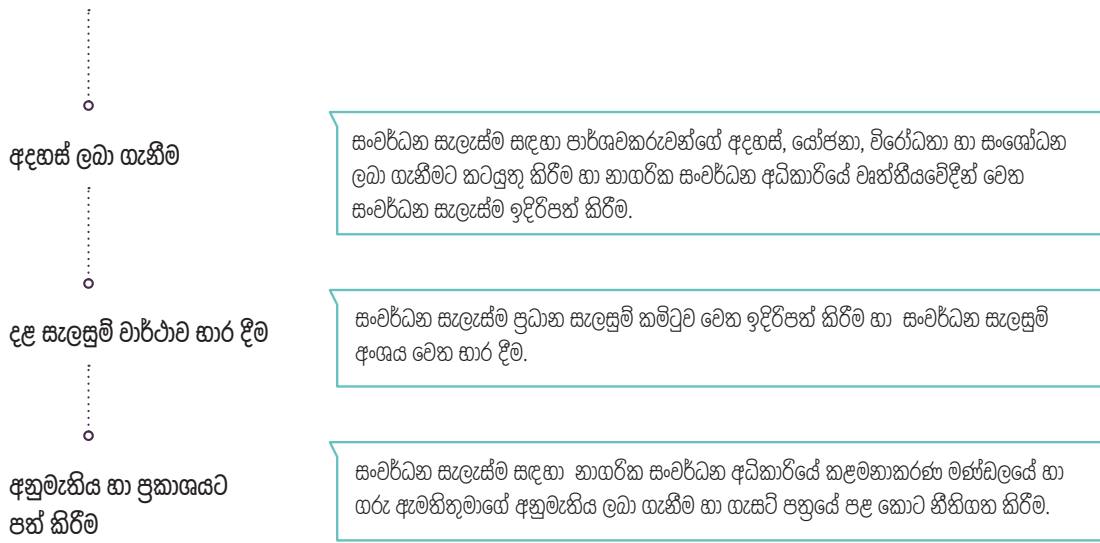 අදහස් ලබා ගැනීම
සංවර්ධන සැලැස්ම සඳහා පාර්ශවකරුවන්ගේ අදහස්, යෝජනා, විරෝධතා හා සංශෝධන
ලබා ගැනීමට කටයුතු කිරීම හා නාගරික සංවර්ධන අධිකාරියේ වෘත්තීයවේදීන් වෙත
සංවර්ධන සැලැස්ම ඉදිරිපත් කිරීම.
දළ සැලසුම් වාර්ථාව භාර දීම
සංවර්ධන සැලැස්ම ප්‍රධාන සැලසුම් කමිටුව වෙත ඉදිරිපත් කිරීම හා සංවර්ධන සැලසුම්
අංශය වෙත භාර දීම.
අනුමැතිය හා ප්‍රකාශයට
පත් කිරීම
සංවර්ධන සැලැස්ම සඳහා නාගරික සංවර්ධන අධිකාරියේ කළමනාකරණ මණ්ඩලයේ හා
ගරු ඇමතිතුමාගේ අනුමැතිය ලබා ගැනීම හා ගැසට් පත්‍රයේ පළ කොට නීතිගත කිරීම.